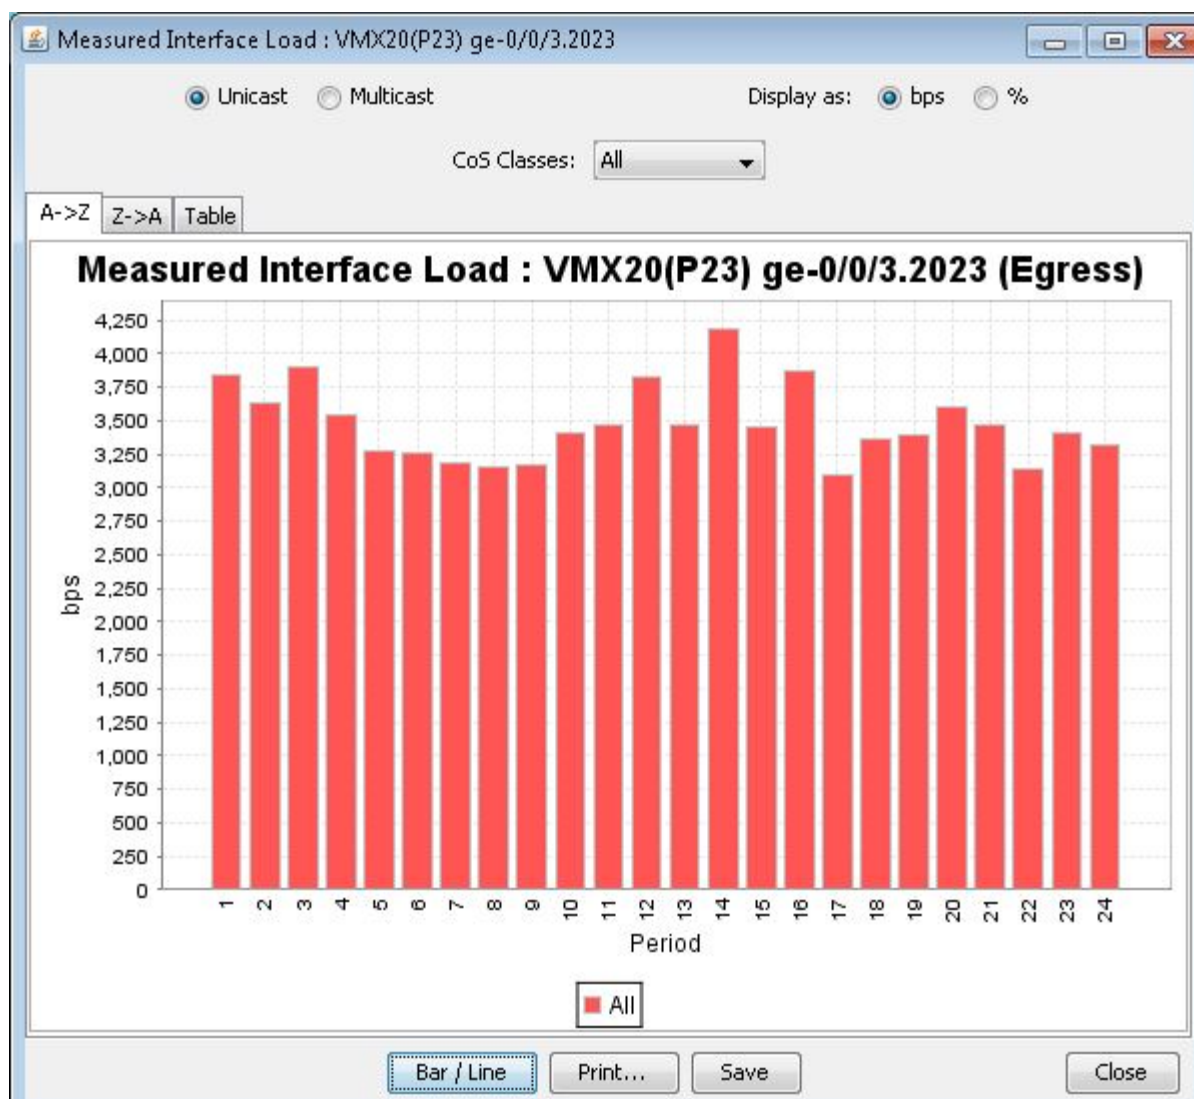 Measured Interface Load : VMX20(P23) ge-0/0/3.2023
Unicast Multicast Display as: bps %
CoS Classes: All
A->Z Z->A Table
Measured Interface Load : VMX20(P23) ge-0/0/3.2023 (Egress)
4,250
4,000
3,750
3,500
3,250
3,000
2,750
2,500
2,250
2,000
1,750
1,500
1,250
1,000
750
500
250
0
bps
1 2 3 4 5 6 7 8 9 10 11 12 13 14 15 16 17 18 19 20 21 22 23 24
Period
All
Bar / Line Print... Save Close